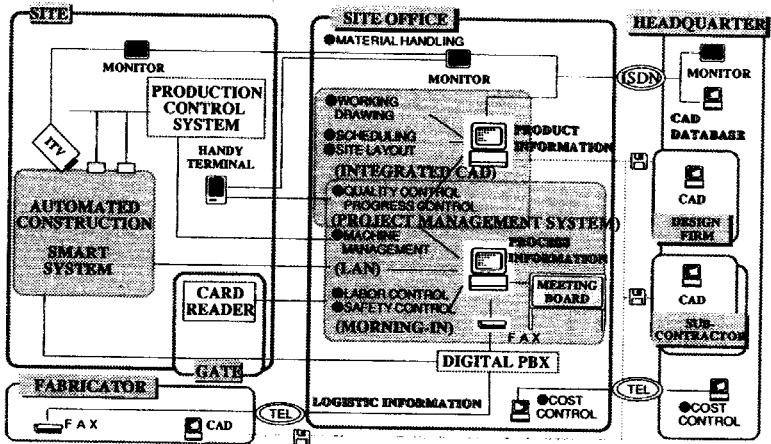 SITE
MONITOR
PRODUCTION
CONTROL
SYSTEM
ITV
HANDY
TERMINAL
AUTOMATED
CONSTRUCTION
SMART
SYSTEM
CARD
READER
GATE
SITE OFFICE
●MATERIAL HANDLING
MONITOR
●WORKING
DRAWING
●SCHEDULING
●SITE LAYOUT
(INTEGRATED CAD)
PRODUCT
INFORMATION
●QUALITY CONTROL
PROGRESS CONTROL
(PROJECT MANAGEMENT SYSTEM)
●MACHINE
MANAGEMENT
PROCESS
INFORMATION
(LAN)
MEETING
BOARD
●LABOR CONTROL
●SAFETY CONTROL
(MORNING-IN)
FAX
DIGITAL PBX
LOGISTIC INFORMATION
●COST
CONTROL
HEADQUARTER
ISDN
MONITOR
CAD
DATABASE
CAD
DESIGN
FIRM
CAD
SUB-
CONTRACTOR
TEL
●COST
CONTROL
FABRICATOR
FAX
CAD
TEL